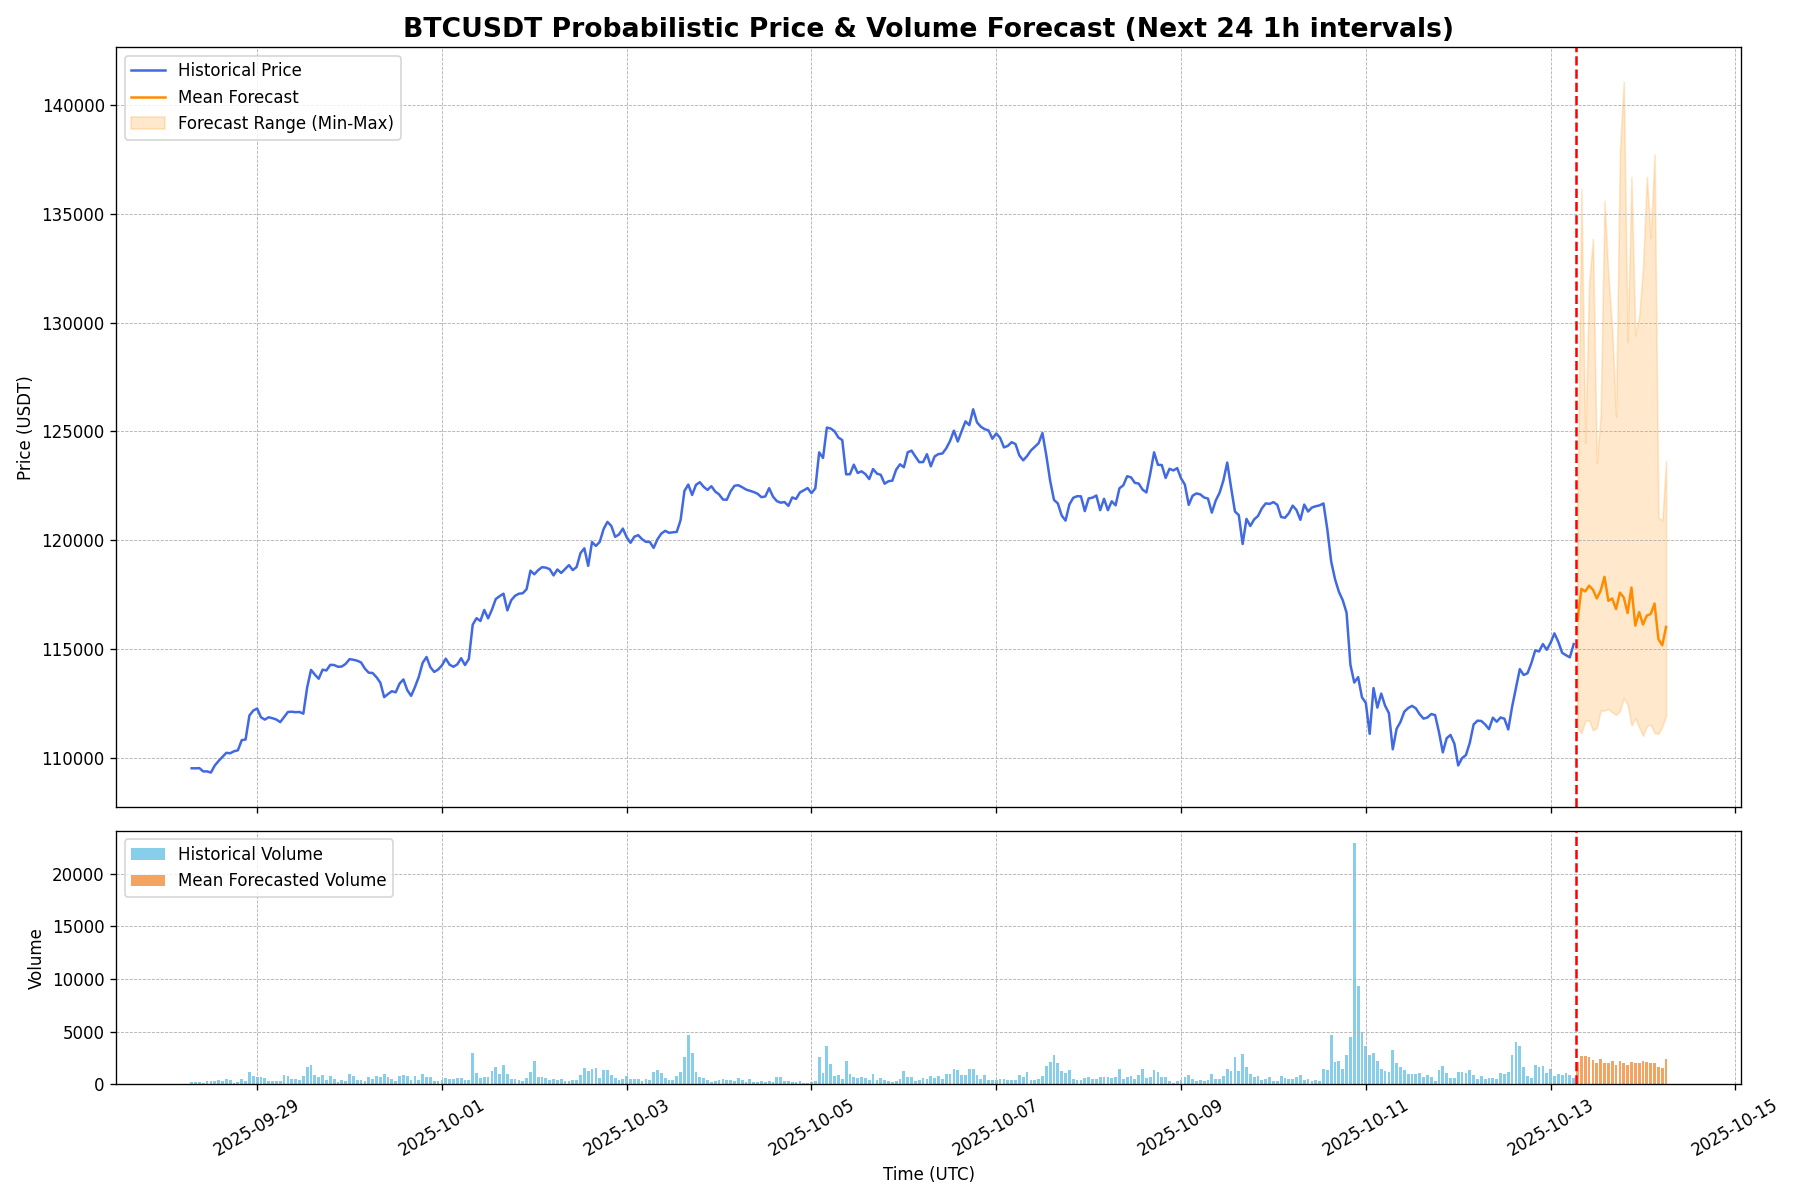 BTCUSDT Probabilistic Price & Volume Forecast (Next 24 1h intervals)
Historical Price
Mean Forecast
Forecast Range (Min-Max)
140000
135000
130000
125000
120000
115000
110000
Price (USDT)
Historical Volume
Mean Forecasted Volume
20000
15000
10000
5000
0
Volume
2025-09-29
2025-10-01
2025-10-03
2025-10-05
2025-10-07
2025-10-09
2025-10-11
2025-10-13
2025-10-15
Time (UTC)